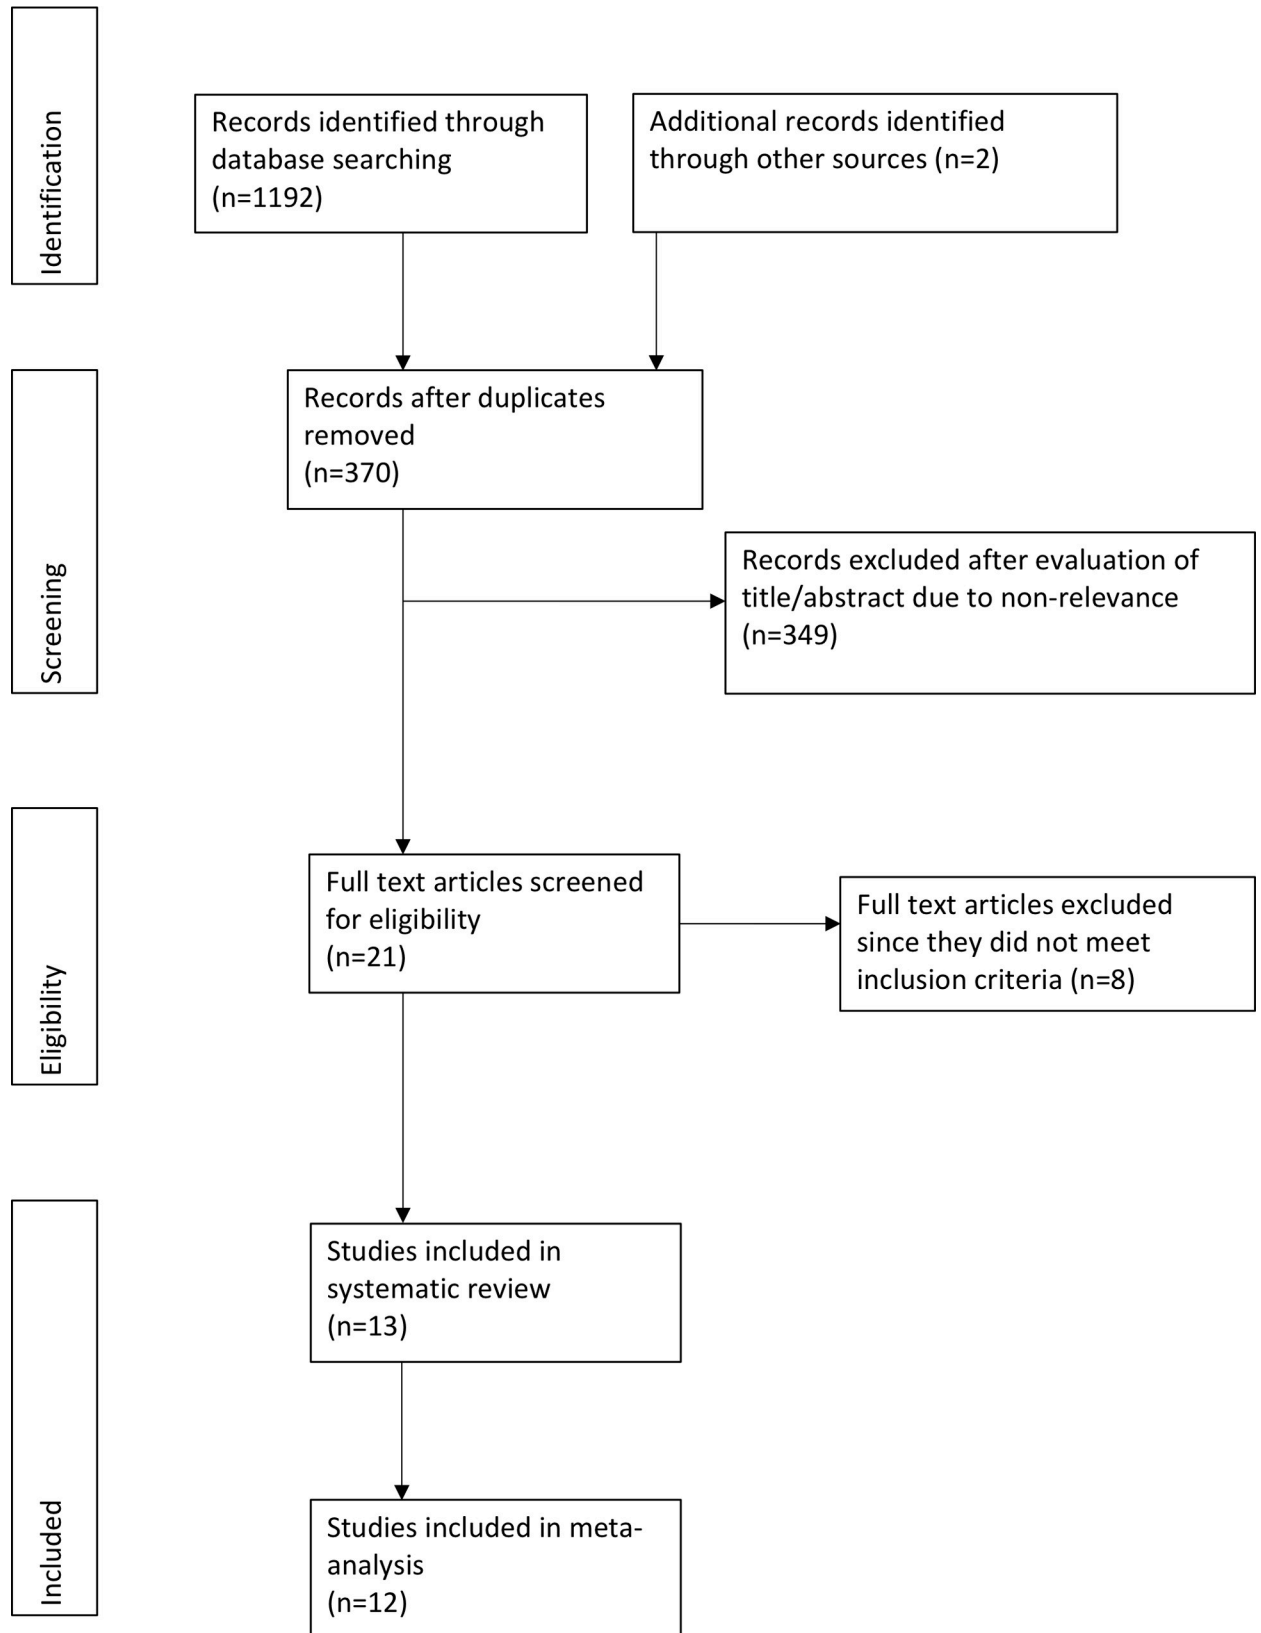 Identification
Records identified through
database searching
(n=1192)
Additional records identified
through other sources (n=2)
Records after duplicates
removed
(n=370)
Screening
Records excluded after evaluation of
title/abstract due to non-relevance
(n=349)
Eligibility
Full text articles screened
for eligibility
(n=21)
Full text articles excluded
since they did not meet
inclusion criteria (n=8)
Included
Studies included in
systematic review
(n=13)
Studies included in meta-
analysis
(n=12)